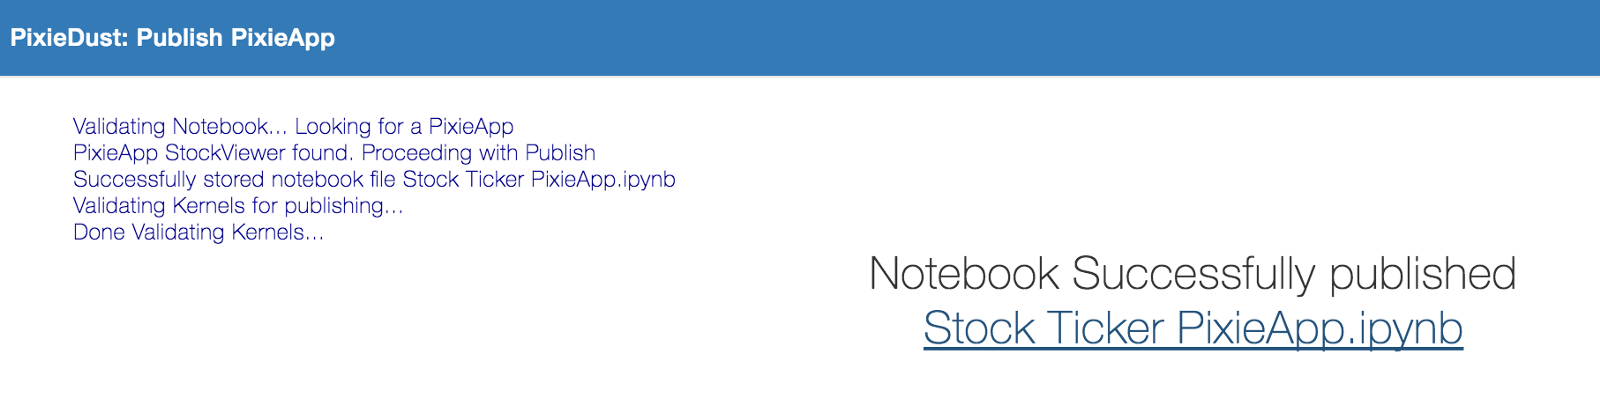 PixieDust: Publish PixieApp
Validating Notebook... Looking for a PixieApp
PixieApp StockViewer found. Proceeding with Publish
Successfully stored notebook file Stock Ticker PixieApp.ipynb
Validating Kernels for publishing...
Done Validating Kernels...
Notebook Successfully published
Stock Ticker PixieApp.ipynb